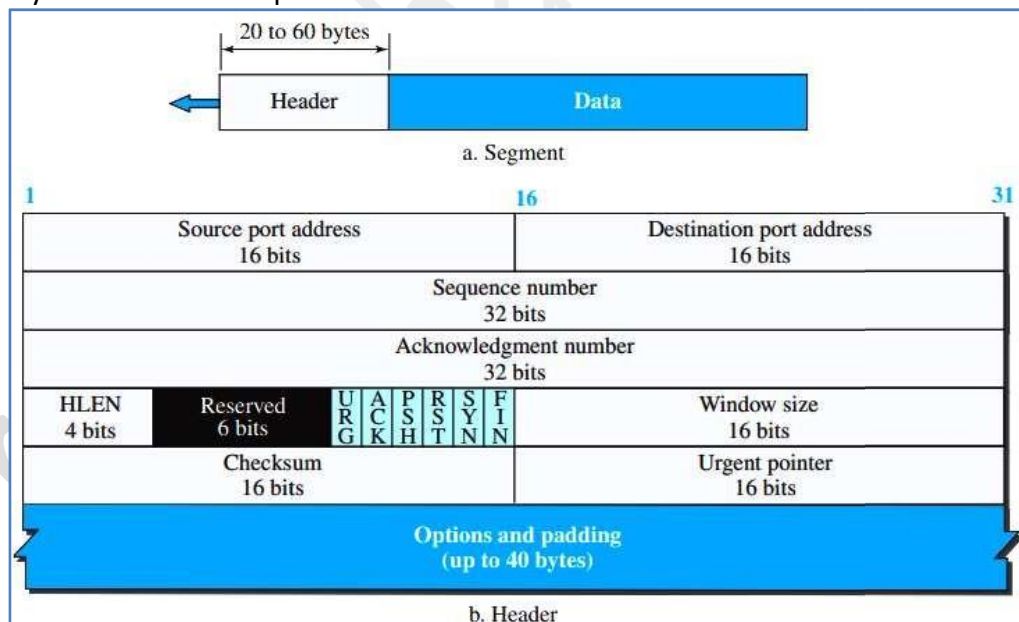 20 to 60 bytes
Header
Data
a. Segment
1 16 31
Source port address
16 bits
Destination port address
16 bits
Sequence number
32 bits
Acknowledgment number
32 bits
HLEN
4 bits
Reserved
6 bits
URG
ACK
PSH
RST
SYN
FIN
Window size
16 bits
Checksum
16 bits
Urgent pointer
16 bits
Options and padding
(up to 40 bytes)
b. Header